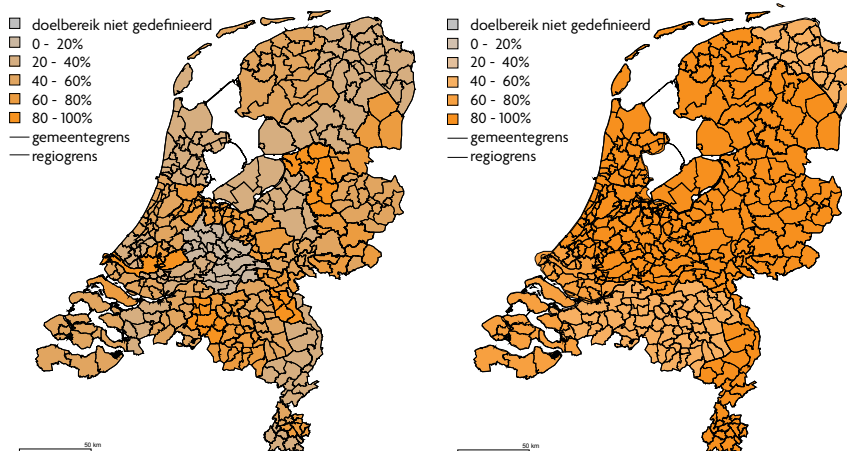 doelbereik niet gedefinieerd
0 - 20%
20 - 40%
40 - 60%
60 - 80%
80 - 100%
gemeentegrens
regiogrens
50 km
doelbereik niet gedefinieerd
0 - 20%
20 - 40%
40 - 60%
60 - 80%
80 - 100%
gemeentegrens
regiogrens
50 km